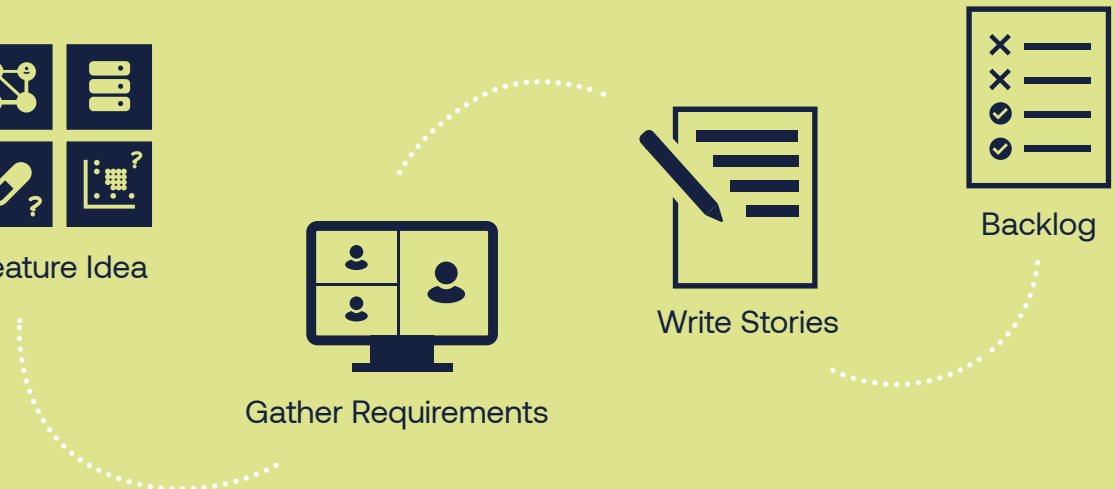 eature Idea
Gather Requirements
Write Stories
Backlog